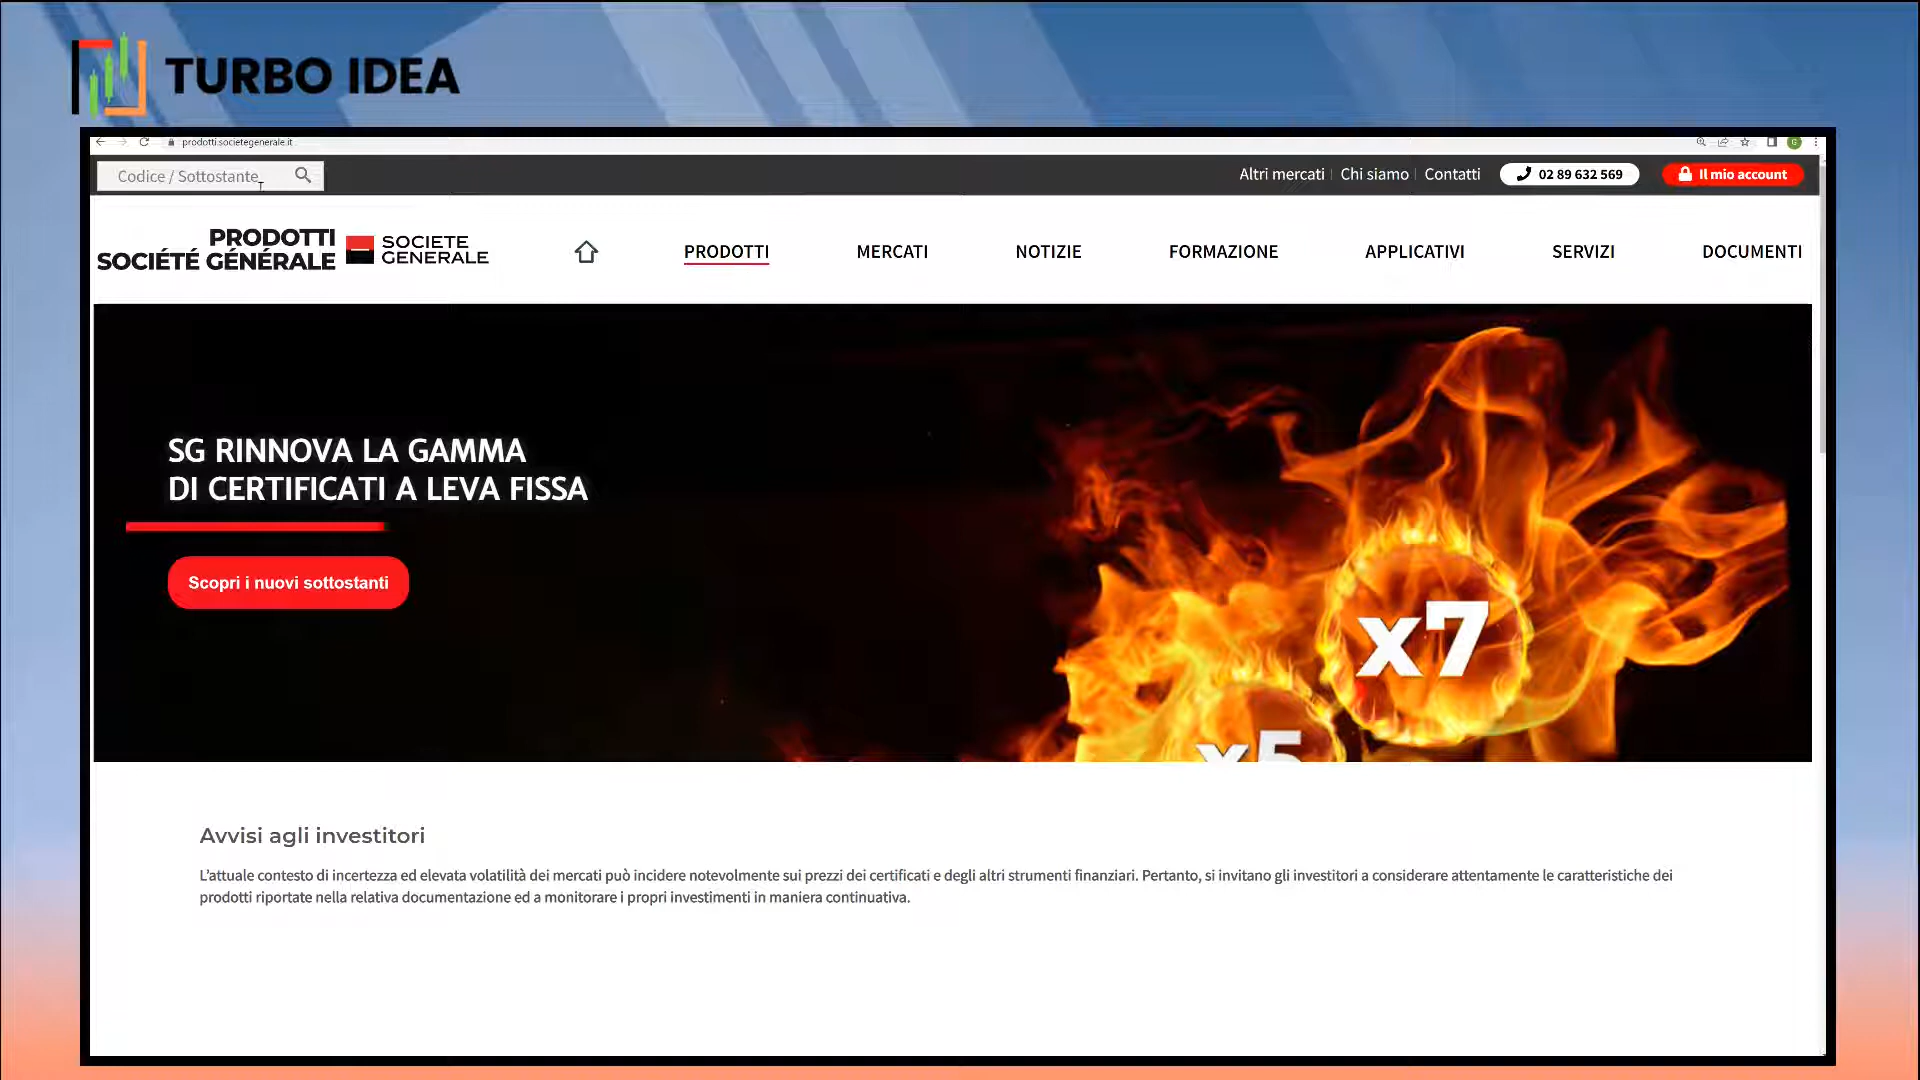 TURBO IDEA
prodotti.societegenerale.it
G
Codice / Sottostante
Altri mercati
Chi siamo
Contatti
02 89 632 569
Il mio account
PRODOTTI
SOCIÉTÉ GÉNÉRALE
SOCIETE
GENERALE
PRODOTTI
MERCATI
NOTIZIE
FORMAZIONE
APPLICATIVI
SERVIZI
DOCUMENTI
SG RINNOVA LA GAMMA
DI CERTIFICATI A LEVA FISSA
Scopri i nuovi sottostanti
x7
x5
Avvisi agli investitori
L'attuale contesto di incertezza ed elevata volatilità dei mercati può incidere notevolmente sui prezzi dei certificati e degli altri strumenti finanziari. Pertanto, si invitano gli investitori a considerare attentamente le caratteristiche dei
prodotti riportate nella relativa documentazione ed a monitorare i propri investimenti in maniera continuativa.